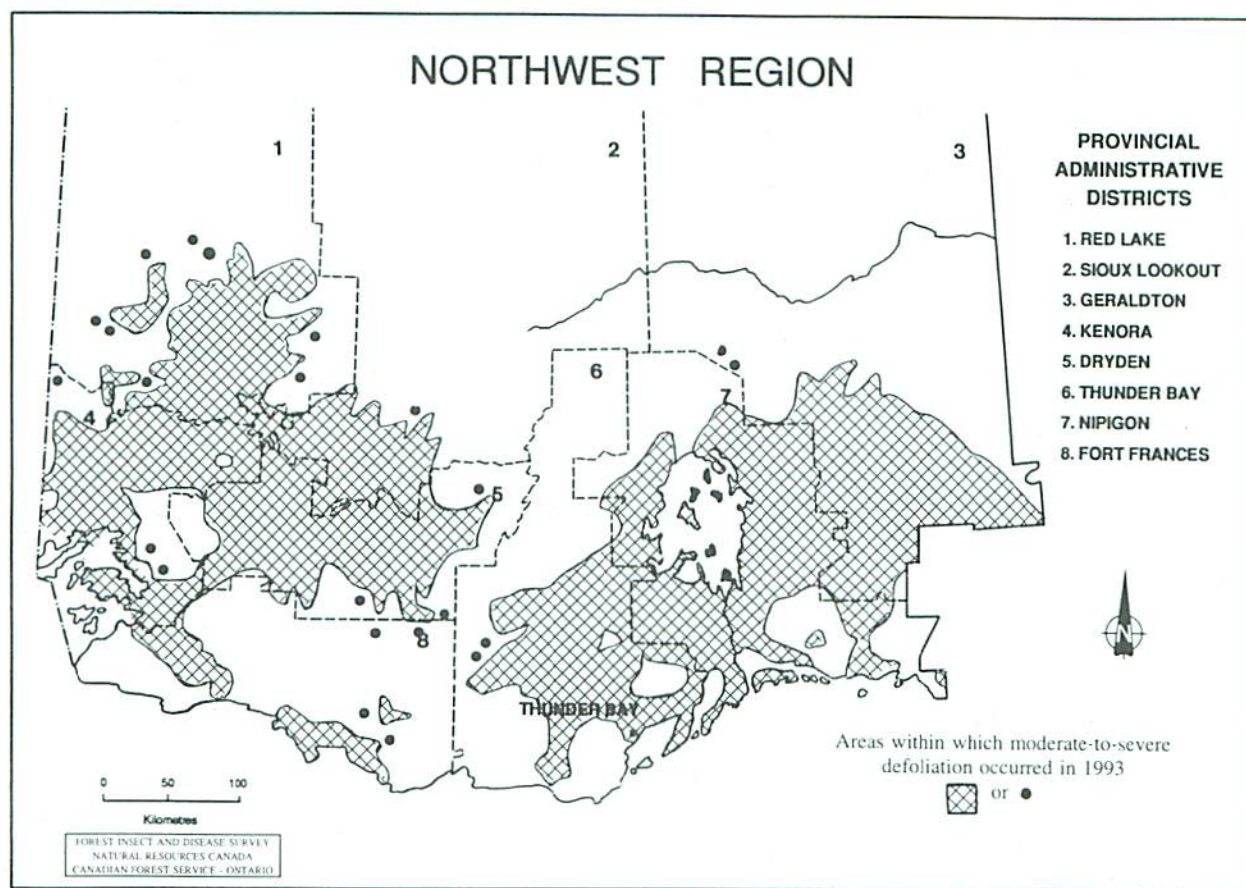 NORTHWEST REGION
1
2
3
PROVINCIAL
ADMINISTRATIVE
DISTRICTS
1. RED LAKE
2. SIOUX LOOKOUT
3. GERALDTON
4. KENORA
5. DRYDEN
6. THUNDER BAY
7. NIPIGON
8. FORT FRANCES
4
5
6
7
8
THUNDER BAY
N
Areas within which moderate-to-severe
defoliation occurred in 1993
or
0 50 100
Kilometres
FOREST INSECT AND DISEASE SURVEY
NATURAL RESOURCES CANADA
CANADIAN FOREST SERVICE - ONTARIO